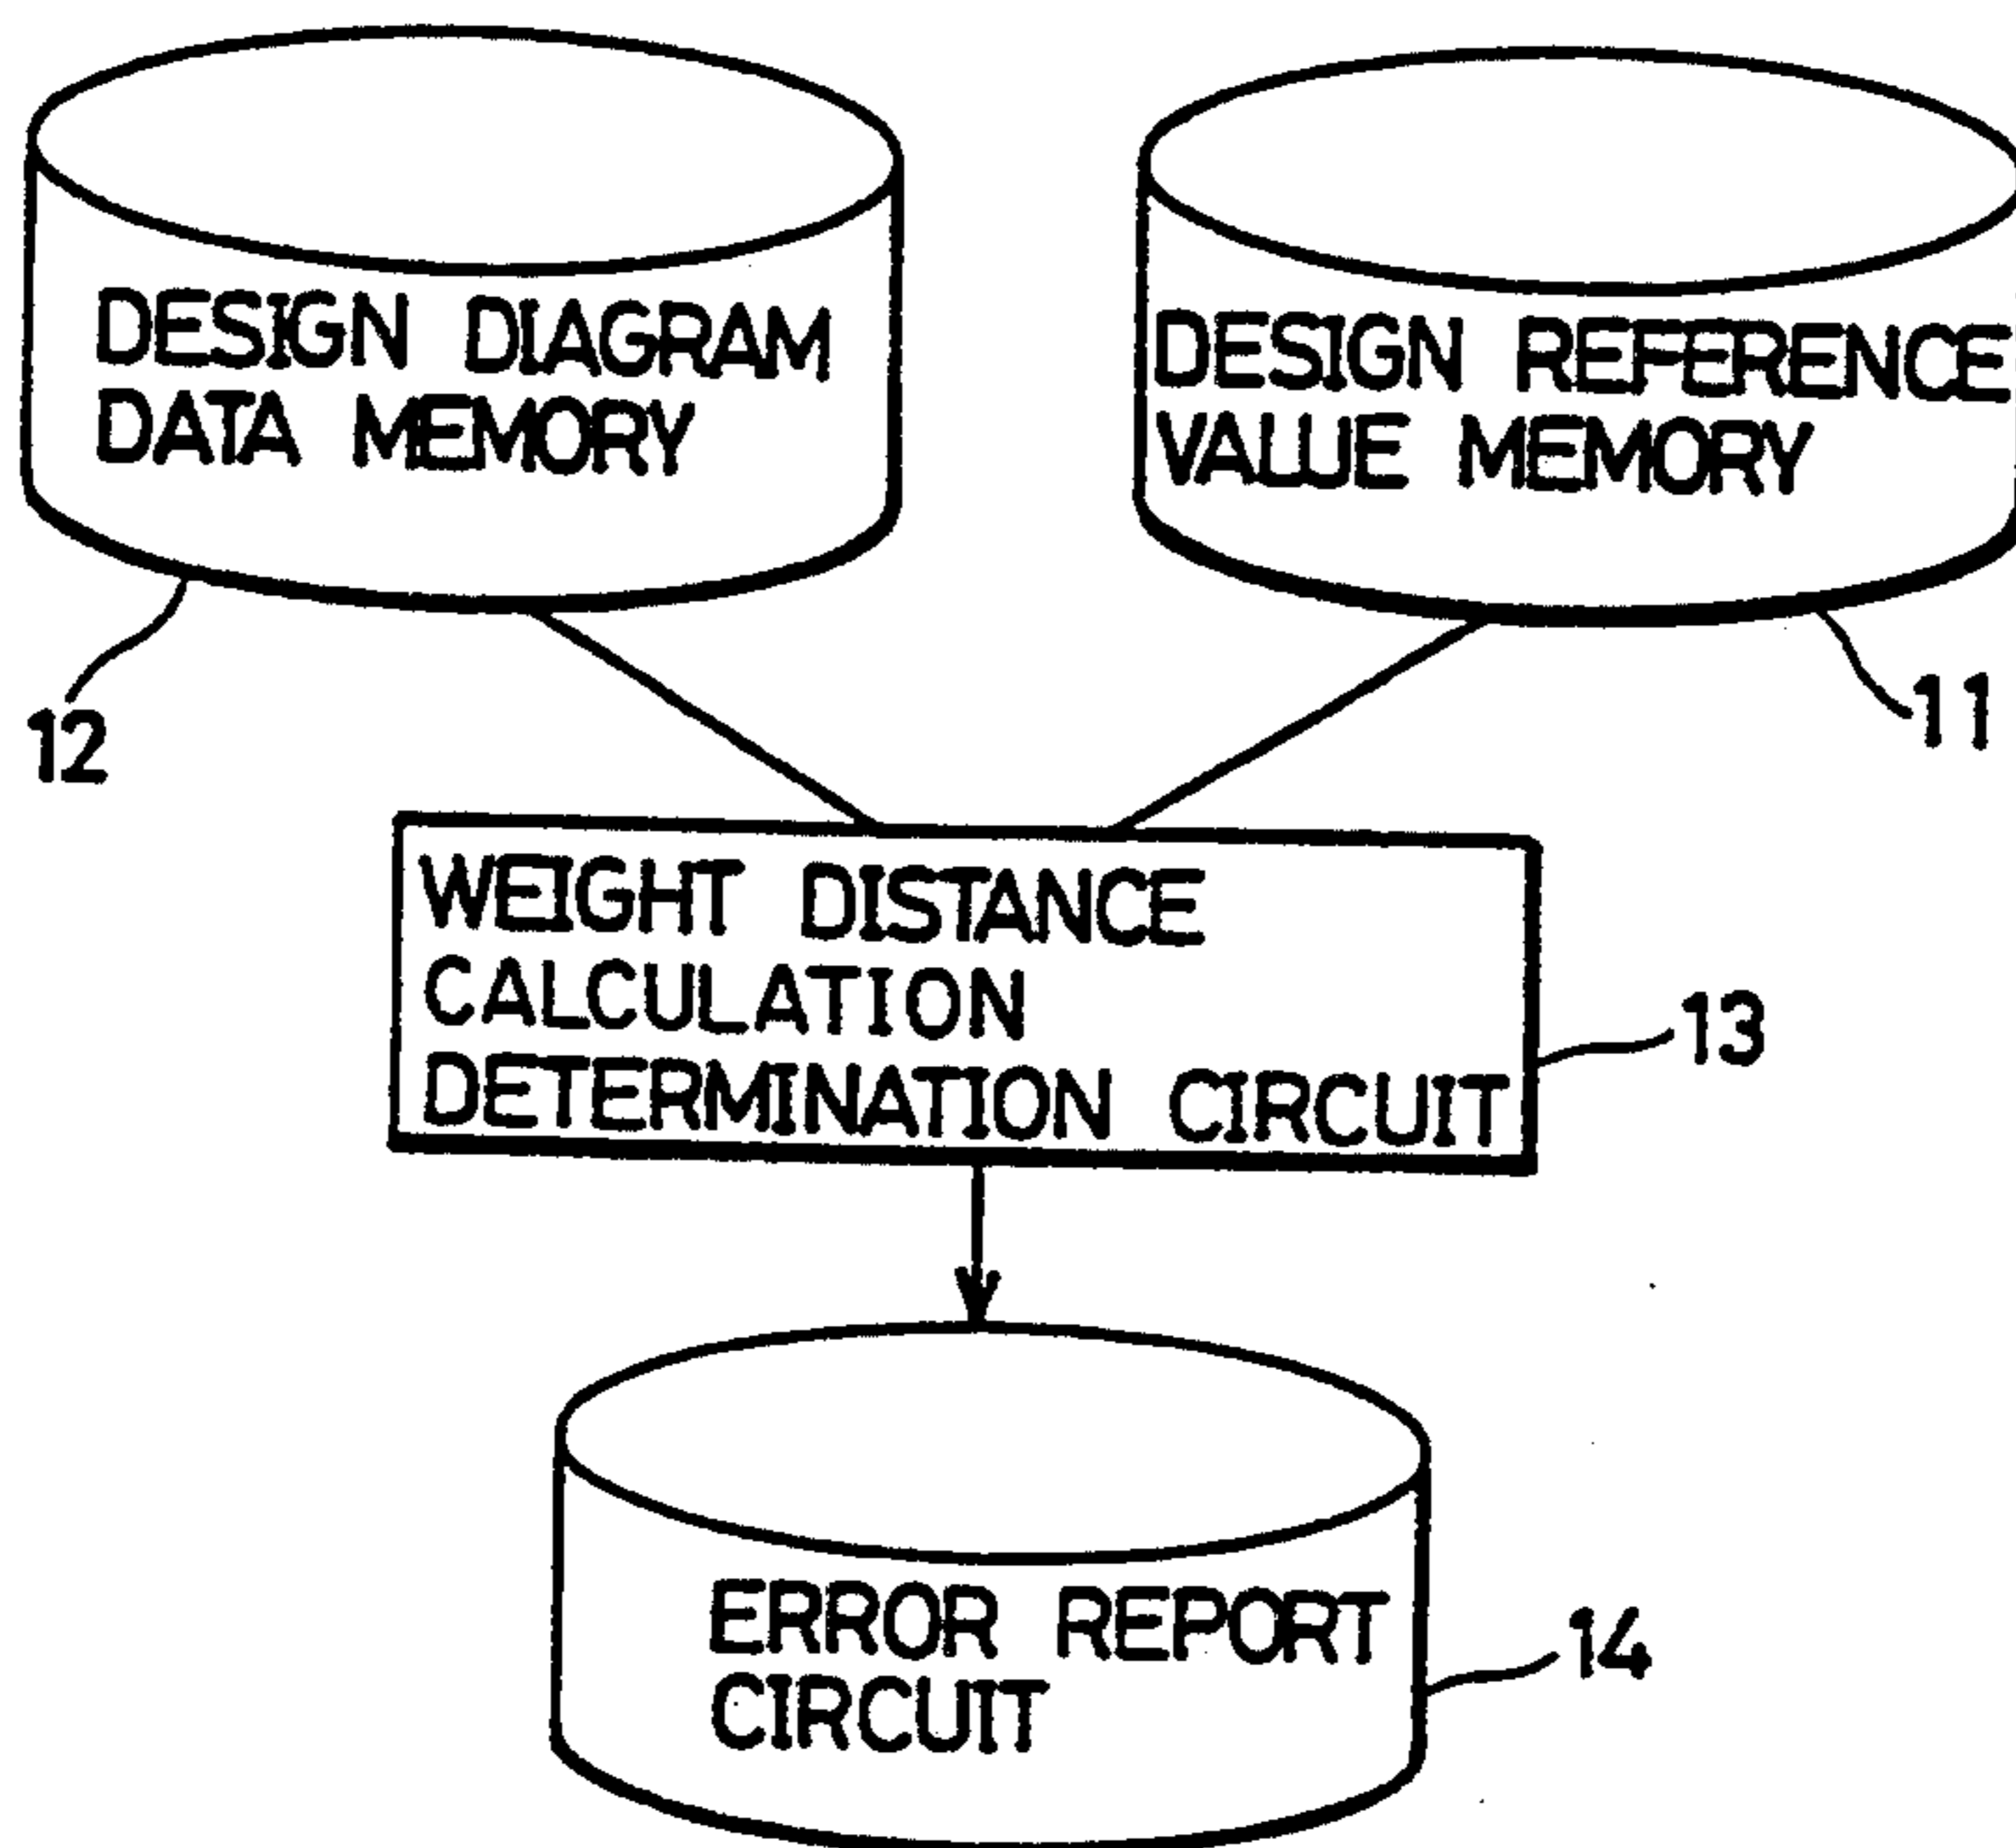 DESIGN DIAGRAM
DATA MEMORY
DESIGN REFERENCE
VALUE MEMORY
12
11
WEIGHT DISTANCE
CALCULATION
DETERMINATION CIRCUIT
13
ERROR REPORT
CIRCUIT
14